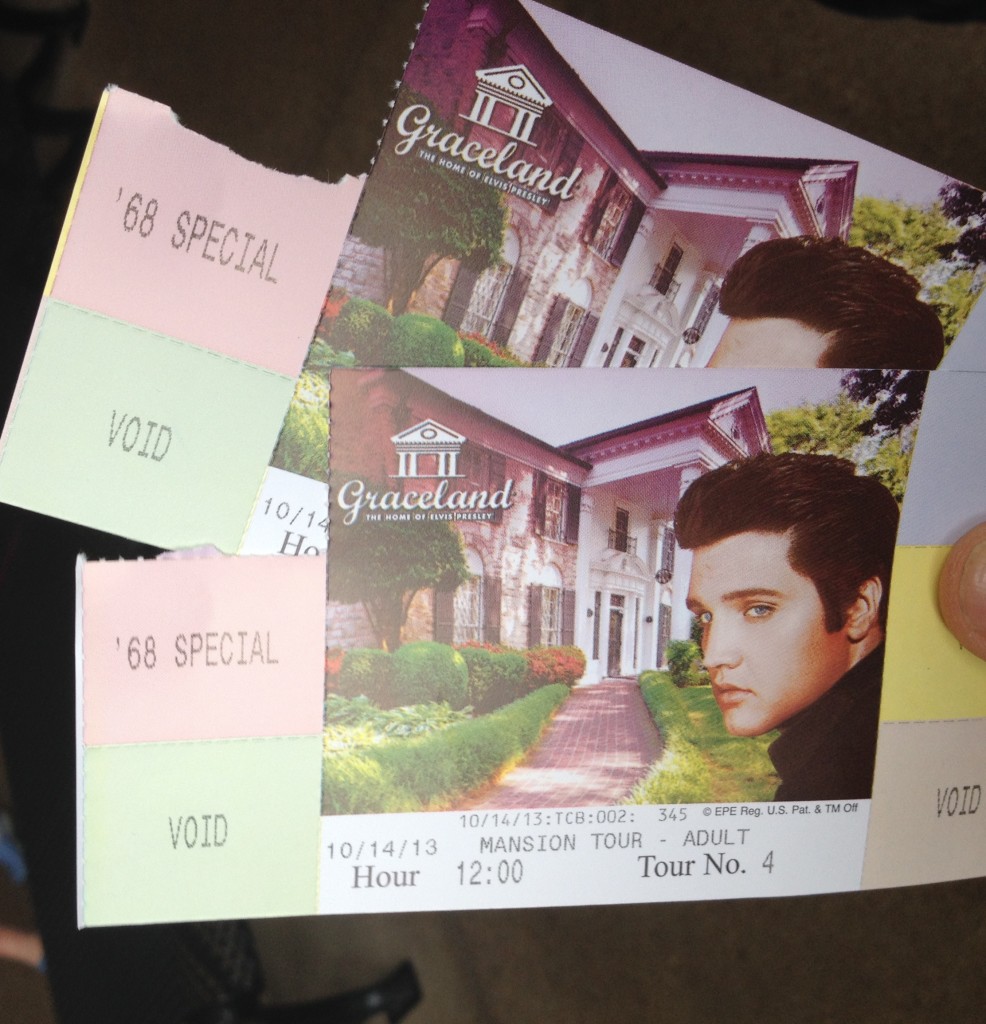 Graceland
THE HOME OF ELVIS PRESLEY
'68 SPECIAL
VOID
10/14
Ho
Graceland
THE HOME OF ELVIS PRESLEY
'68 SPECIAL
VOID
VOID
10/14/13:TCB:002: 345 © EPE Reg. U.S. Pat. & TM Off
10/14/13 MANSION TOUR - ADULT
Hour 12:00 Tour No. 4